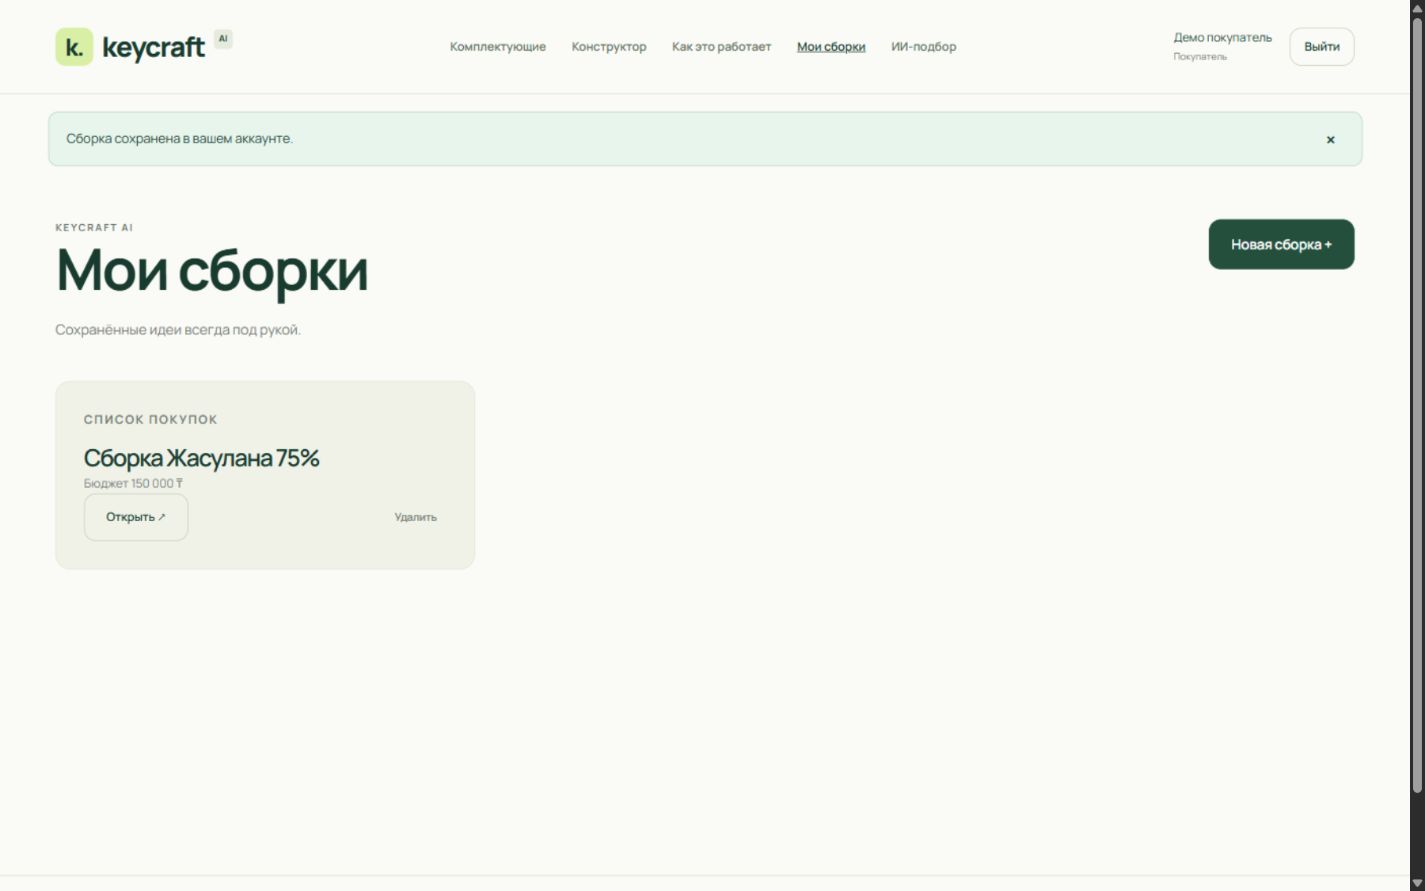 k. keycraft AI
Комплектующие Конструктор Как это работает Мои сборки ИИ-подбор
Демо покупатель
Покупатель
Выйти
Сборка сохранена в вашем аккаунте.
×
KEYCRAFT AI
Мои сборки
Новая сборка +
Сохранённые идеи всегда под рукой.
СПИСОК ПОКУПОК
Сборка Жасулана 75%
Бюджет 150 000 ₸
Открыть ↗
Удалить